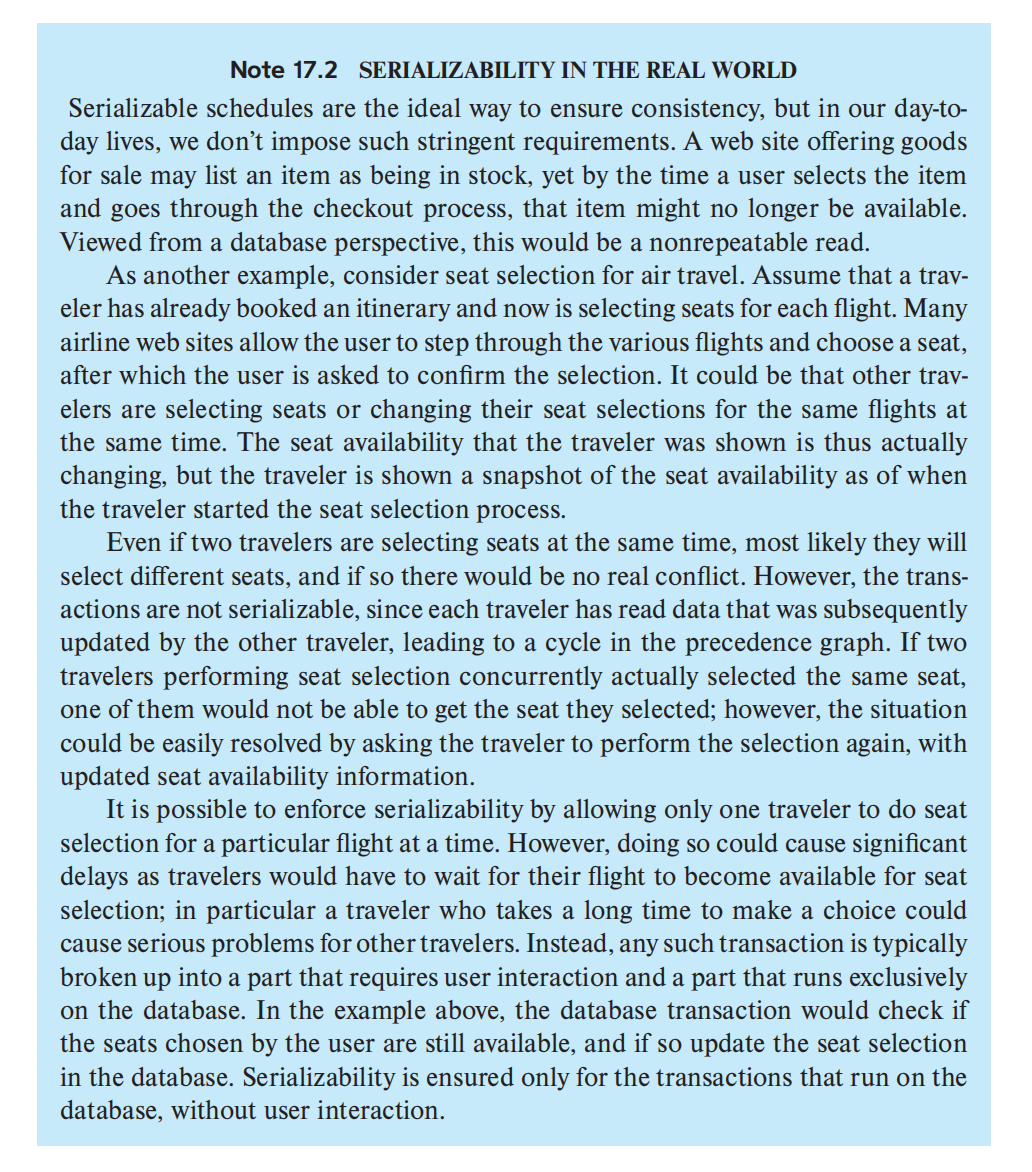 Note 17.2 SERIALIZABILITY IN THE REAL WORLD
Serializable schedules are the ideal way to ensure consistency, but in our day-to-
day lives, we don’t impose such stringent requirements. A web site offering goods
for sale may list an item as being in stock, yet by the time a user selects the item
and goes through the checkout process, that item might no longer be available.
Viewed from a database perspective, this would be a nonrepeatable read.
As another example, consider seat selection for air travel. Assume that a trav-
eler has already booked an itinerary and now is selecting seats for each flight. Many
airline web sites allow the user to step through the various flights and choose a seat,
after which the user is asked to confirm the selection. It could be that other trav-
elers are selecting seats or changing their seat selections for the same flights at
the same time. The seat availability that the traveler was shown is thus actually
changing, but the traveler is shown a snapshot of the seat availability as of when
the traveler started the seat selection process.
Even if two travelers are selecting seats at the same time, most likely they will
select different seats, and if so there would be no real conflict. However, the trans-
actions are not serializable, since each traveler has read data that was subsequently
updated by the other traveler, leading to a cycle in the precedence graph. If two
travelers performing seat selection concurrently actually selected the same seat,
one of them would not be able to get the seat they selected; however, the situation
could be easily resolved by asking the traveler to perform the selection again, with
updated seat availability information.
It is possible to enforce serializability by allowing only one traveler to do seat
selection for a particular flight at a time. However, doing so could cause significant
delays as travelers would have to wait for their flight to become available for seat
selection; in particular a traveler who takes a long time to make a choice could
cause serious problems for other travelers. Instead, any such transaction is typically
broken up into a part that requires user interaction and a part that runs exclusively
on the database. In the example above, the database transaction would check if
the seats chosen by the user are still available, and if so update the seat selection
in the database. Serializability is ensured only for the transactions that run on the
database, without user interaction.